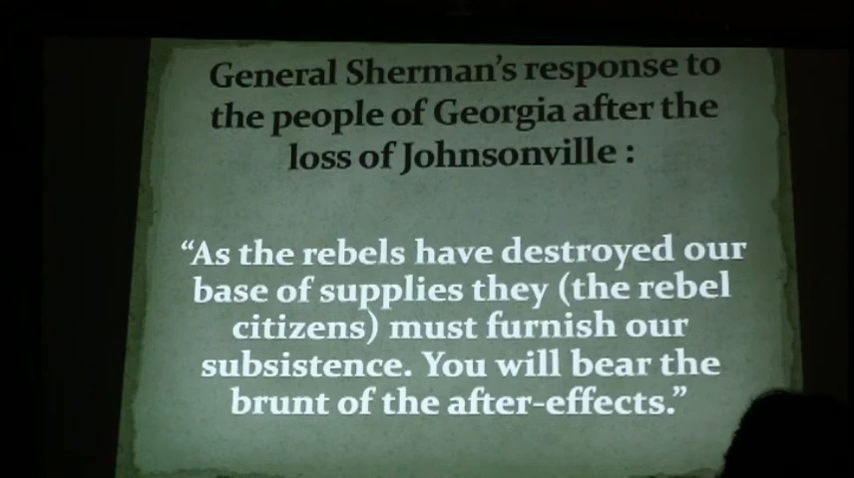 General Sherman's response to
the people of Georgia after the
loss of Johnsonville :
“As the rebels have destroyed our
base of supplies they (the rebel
citizens) must furnish our
subsistence. You will bear the
brunt of the after-effects.”